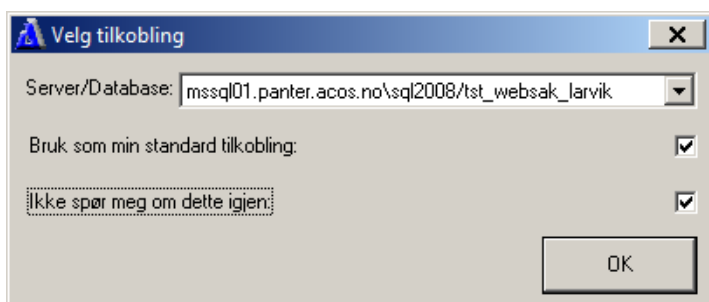 Velg tilkobling
Server/Database: mssql01.panter.acos.no\sql2008/tst_websak_larvik
Bruk som min standard tilkobling:
Ikke spør meg om dette igjen:
OK